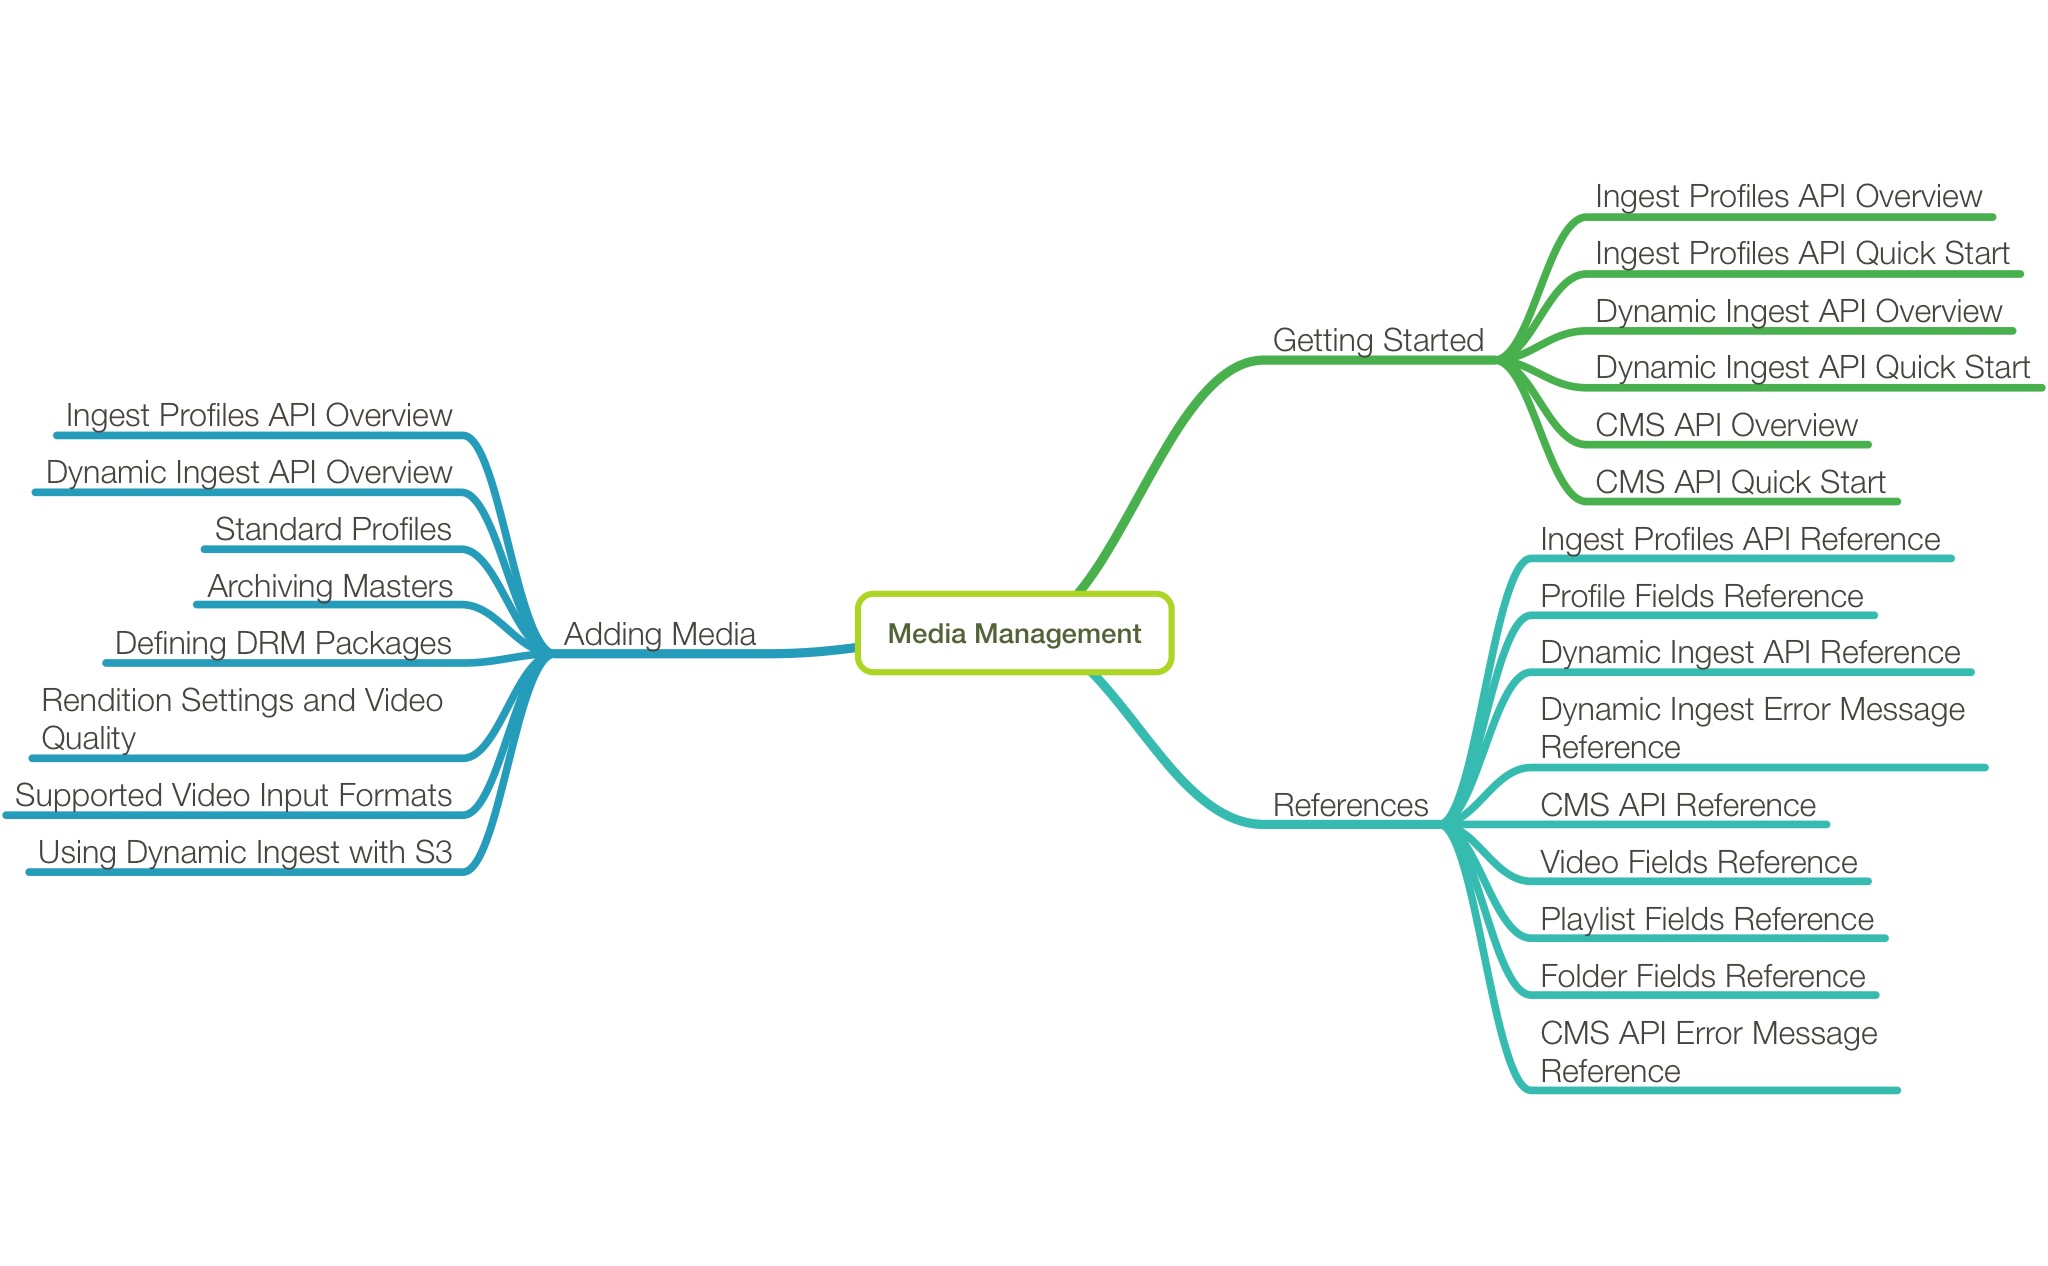 Media Management
Getting Started
Ingest Profiles API Overview
Ingest Profiles API Quick Start
Dynamic Ingest API Overview
Dynamic Ingest API Quick Start
CMS API Overview
CMS API Quick Start
References
Ingest Profiles API Reference
Profile Fields Reference
Dynamic Ingest API Reference
Dynamic Ingest Error Message
Reference
CMS API Reference
Video Fields Reference
Playlist Fields Reference
Folder Fields Reference
CMS API Error Message
Reference
Adding Media
Ingest Profiles API Overview
Dynamic Ingest API Overview
Standard Profiles
Archiving Masters
Defining DRM Packages
Rendition Settings and Video
Quality
Supported Video Input Formats
Using Dynamic Ingest with S3